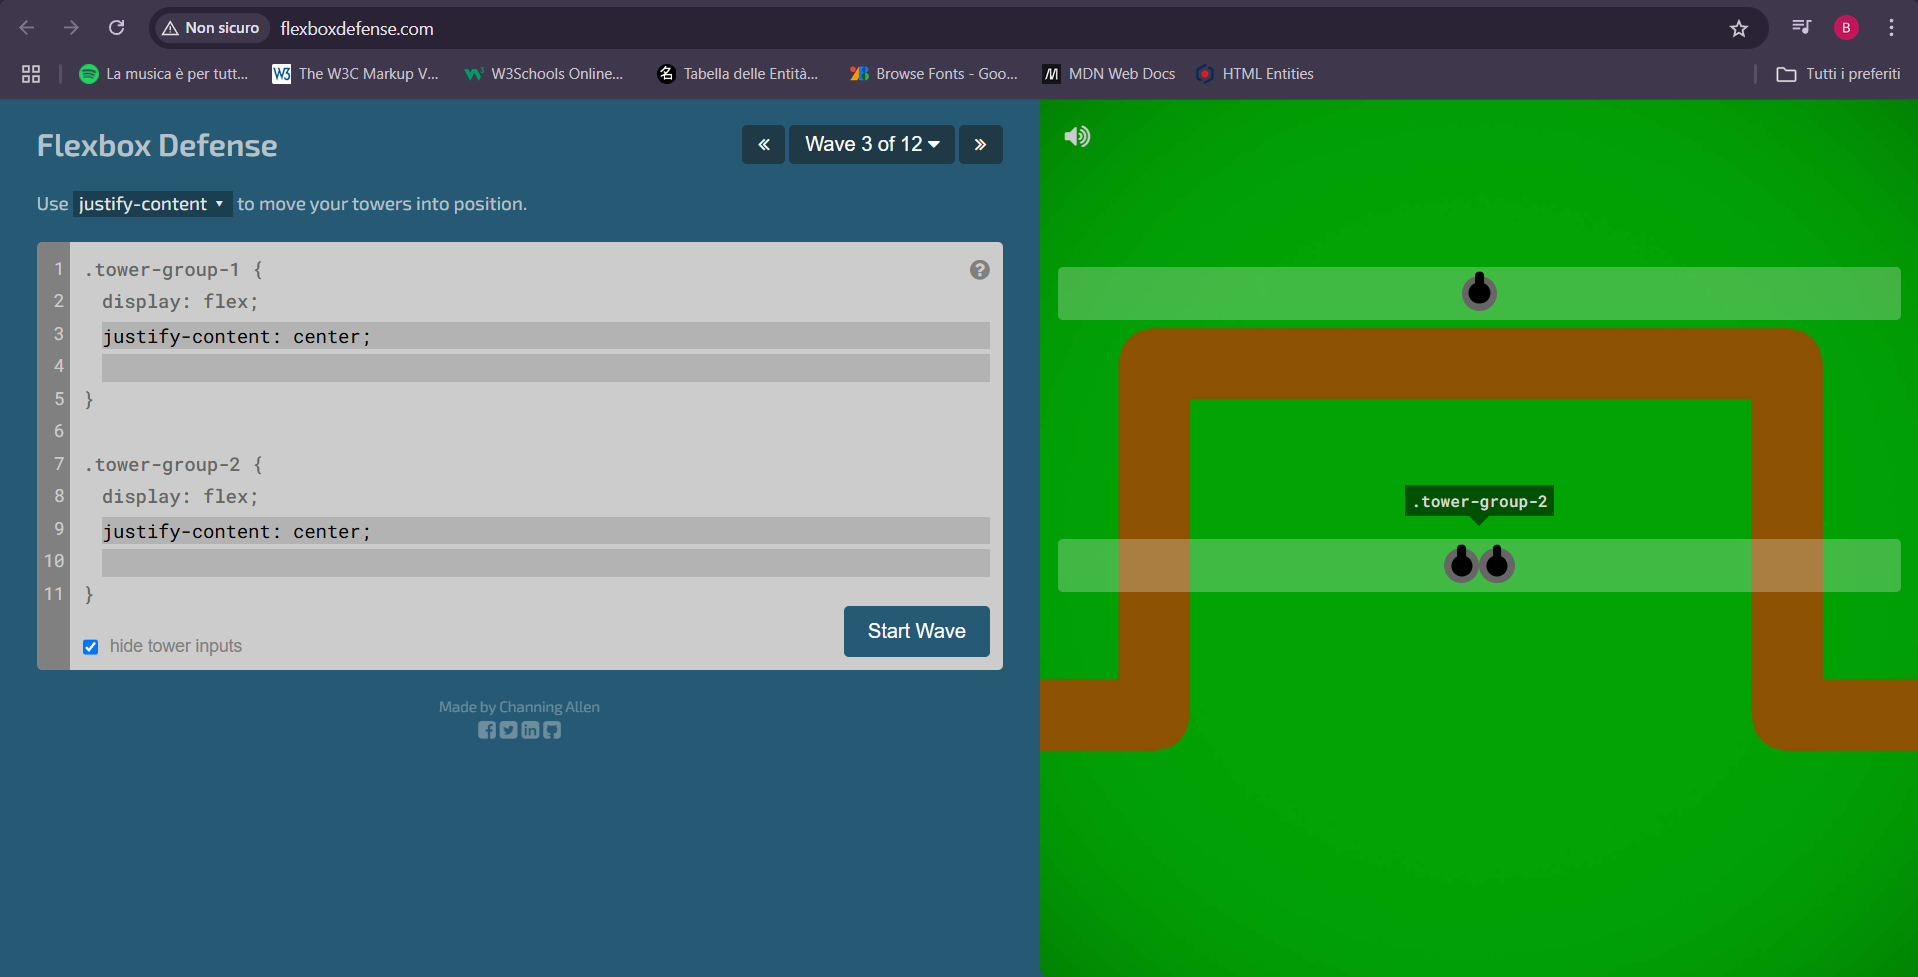 Non sicuro flexboxdefense.com B
La musica è per tutt... The W3C Markup V... W3Schools Online... Tabella delle Entità... Browse Fonts - Goo... MDN Web Docs HTML Entities Tutti i preferiti
Flexbox Defense
« Wave 3 of 12 »
Use justify-content to move your towers into position.
1 .tower-group-1 {
2 display: flex;
3 justify-content: center;
4
5 }
6
7 .tower-group-2 {
8 display: flex;
9 justify-content: center;
10
11 }
hide tower inputs
Start Wave
Made by Channing Allen
.tower-group-2